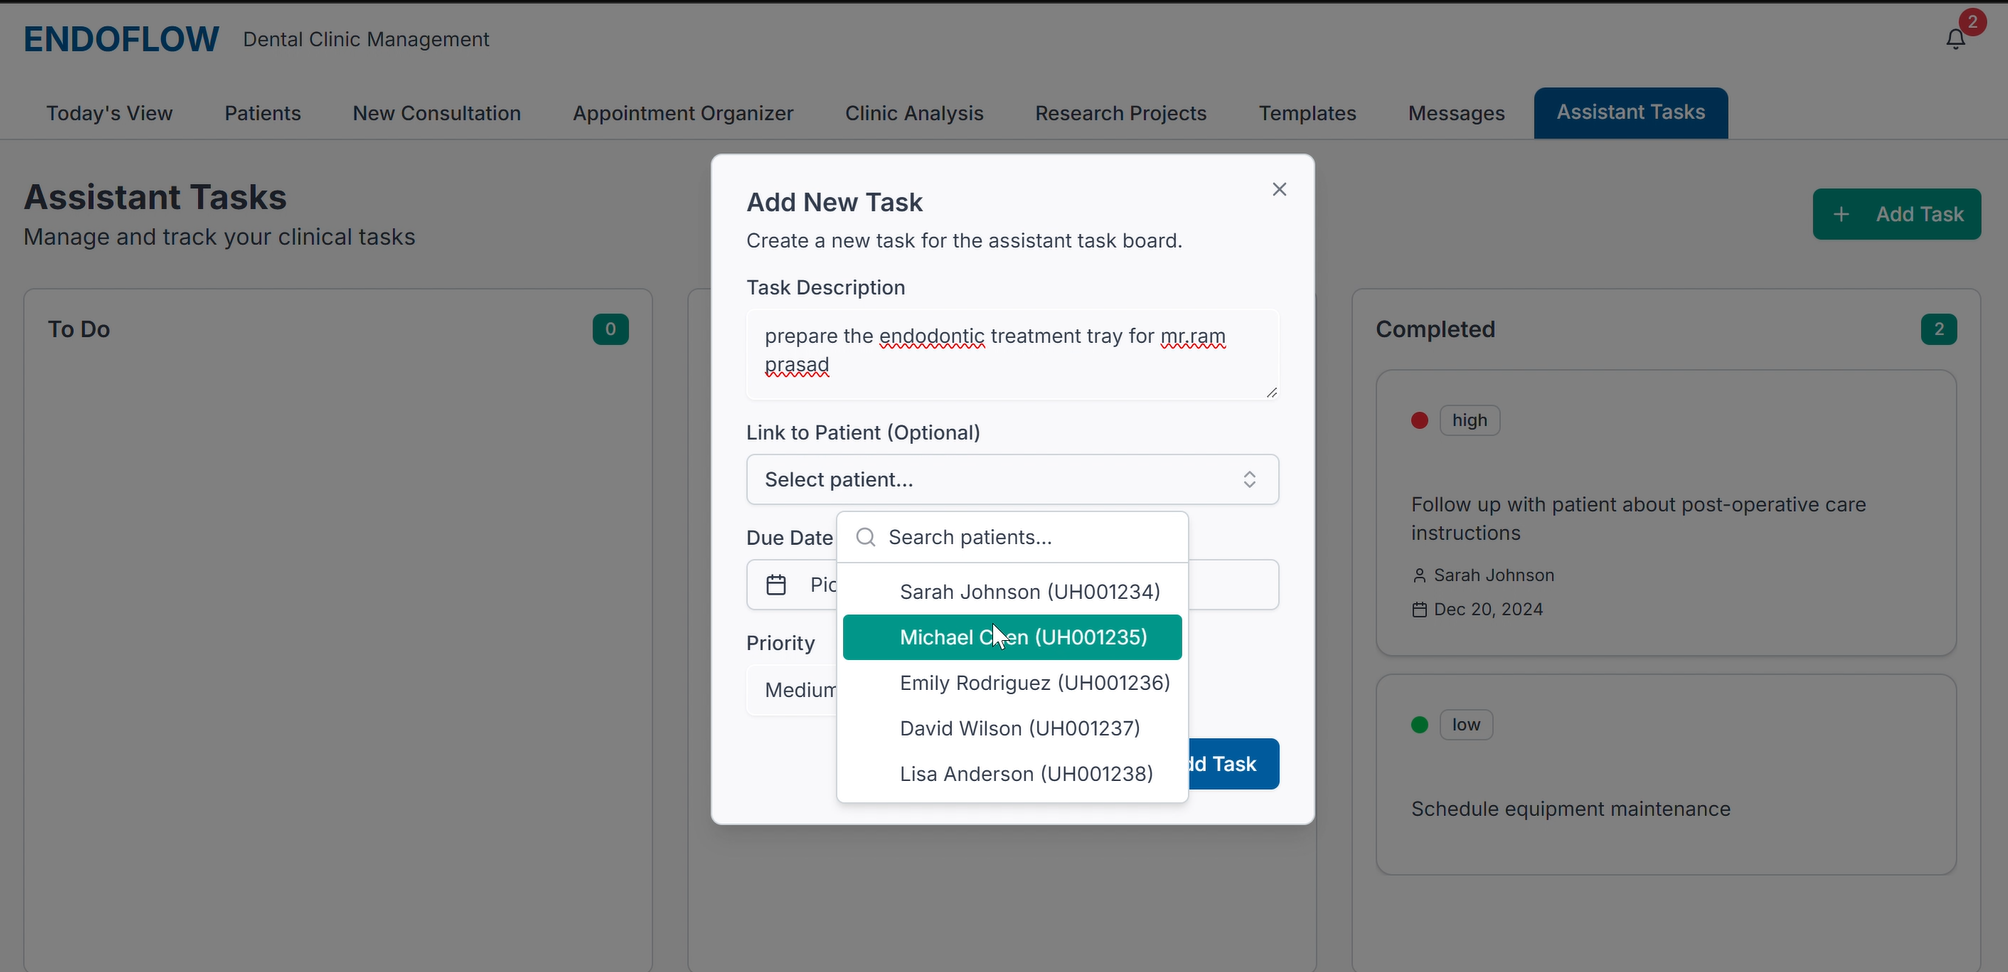 ENDOFLOW Dental Clinic Management
2
Today's View Patients New Consultation Appointment Organizer Clinic Analysis Research Projects Templates Messages Assistant Tasks
Assistant Tasks
Manage and track your clinical tasks
+ Add Task
To Do 0
Add New Task
Create a new task for the assistant task board.
Task Description
prepare the endodontic treatment tray for mr.ram
prasad
Link to Patient (Optional)
Select patient...
Search patients...
Sarah Johnson (UH001234)
Michael (UH001235)
Emily Rodriguez (UH001236)
David Wilson (UH001237)
Lisa Anderson (UH001238)
Due Date
Priority
Medium
Task
Completed 2
high
Follow up with patient about post-operative care
instructions
Sarah Johnson
Dec 20, 2024
low
Schedule equipment maintenance